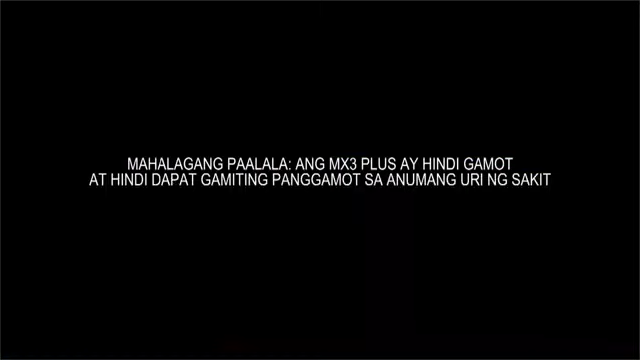 MAHALAGANG PAALALA: ANG MX3 PLUS AY HINDI GAMOT
AT HINDI DAPAT GAMITING PANGGAMOT SA ANUMANG URI NG SAKIT